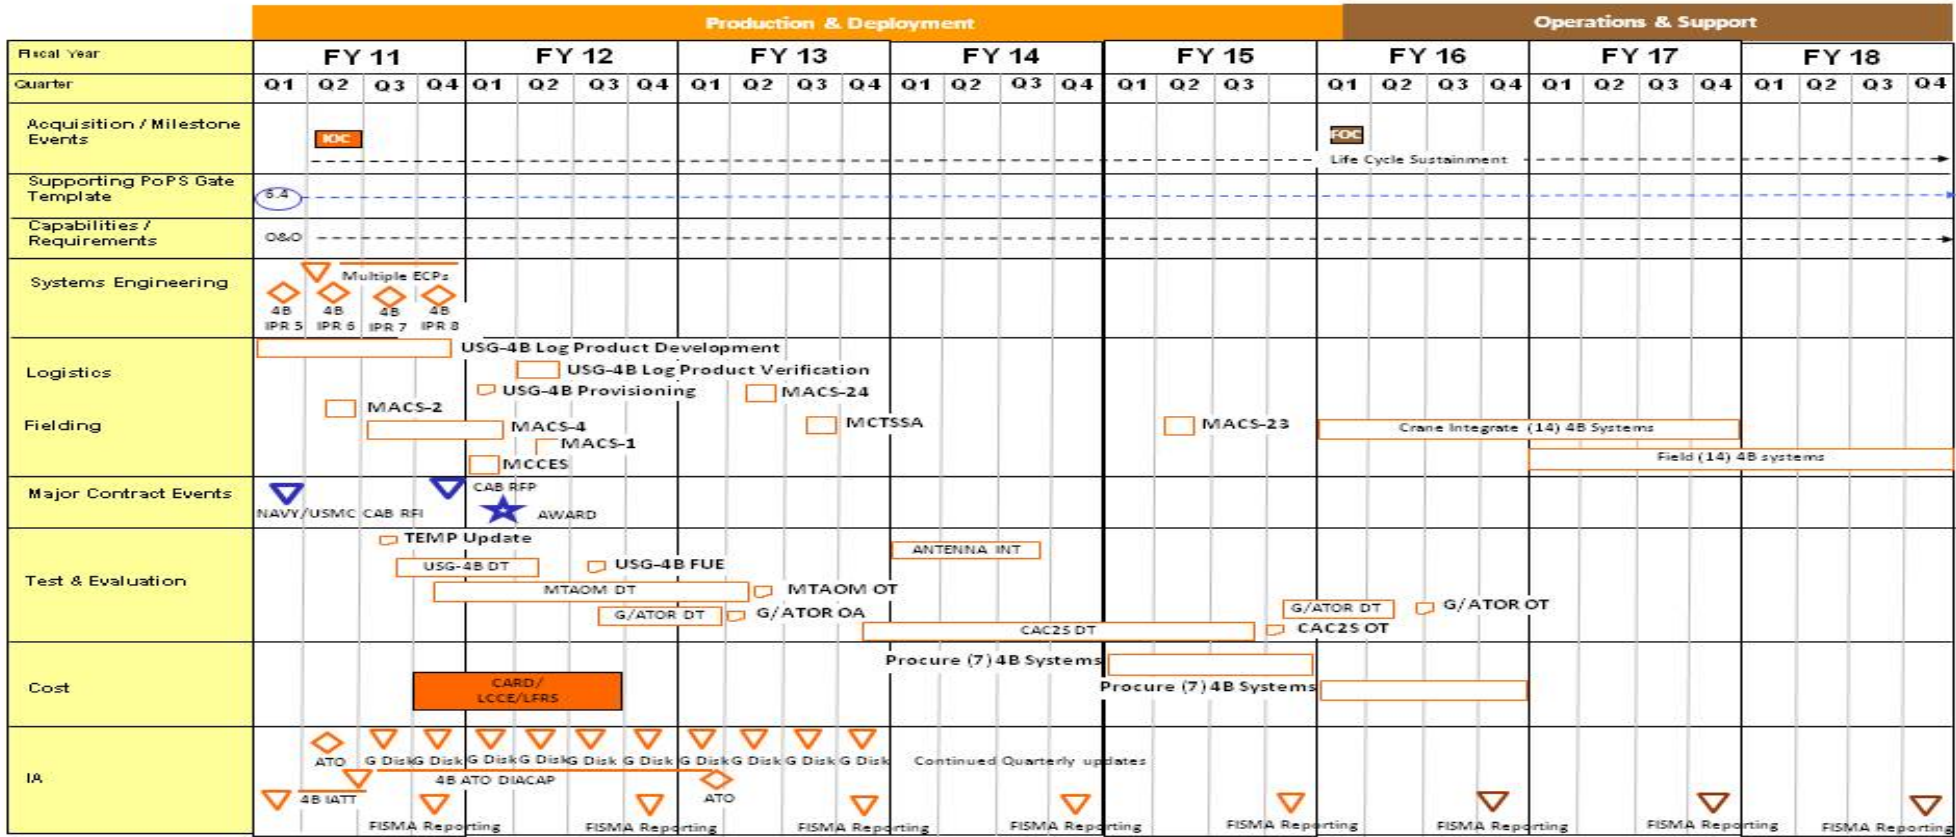 Production & Deployment
Operations & Support
Fiscal Year
FY 11
FY 12
FY 13
FY 14
FY 15
FY 16
FY 17
FY 18
Quarter
Q1 Q2 Q3 Q4 Q1 Q2 Q3 Q4 Q1 Q2 Q3 Q4 Q1 Q2 Q3 Q4 Q1 Q2 Q3 Q1 Q2 Q3 Q4 Q1 Q2 Q3 Q4 Q1 Q2 Q3 Q4
Acquisition / Milestone
Events
IOC
FOC
Life Cycle Sustainment
Supporting PoPS Gate
Template
6.4
Capabilities /
Requirements
O&O
Systems Engineering
Multiple ECPs
4B
IPR 5
4B
IPR 6
4B
IPR 7
4B
IPR 8
Logistics
USG-4B Log Product Development
USG-4B Log Product Verification
USG-4B Provisioning
MACS-24
Fielding
MACS-2
MACS-4
MCTSSA
MACS-23
Crane Integrate (14) 4B Systems
MACS-1
MCCES
Field (14) 4B systems
Major Contract Events
NAVY/USMC CAB RFI
CAB RFP
AWARD
Test & Evaluation
TEMP Update
ANTENNA INT
USG-4B DT
USG-4B FUE
MTAOM DT
MTAOM OT
G/ATOR DT
G/ATOR OA
G/ATOR DT
G/ATOR OT
CAC2S DT
CAC2S OT
Cost
Procure (7) 4B Systems
CARD/
LCCE/LFRS
Procure (7) 4B Systems
IA
ATO
G Disk G Disk G Disk G Disk G Disk G Disk G Disk G Disk G Disk G Disk
Continued Quarterly updates
4B ATO DIACAP
4B IATT
ATO
FISMA Reporting
FISMA Reporting
FISMA Reporting
FISMA Reporting
FISMA Reporting
FISMA Reporting
FISMA Reporting
FISMA Reporting